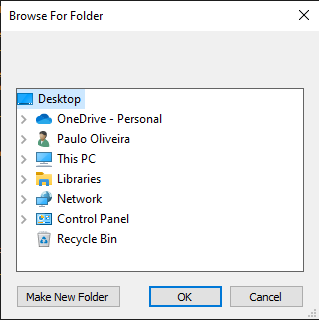 Browse For Folder
Desktop
OneDrive - Personal
Paulo Oliveira
This PC
Libraries
Network
Control Panel
Recycle Bin
Make New Folder OK Cancel